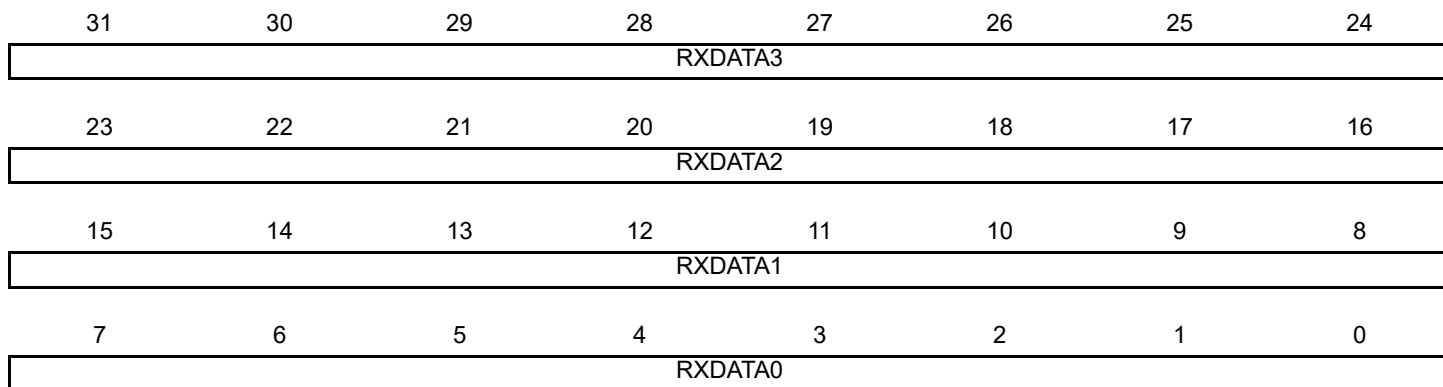 31 30 29 28 27 26 25 24
RXDATA3
23 22 21 20 19 18 17 16
RXDATA2
15 14 13 12 11 10 9 8
RXDATA1
7 6 5 4 3 2 1 0
RXDATA0